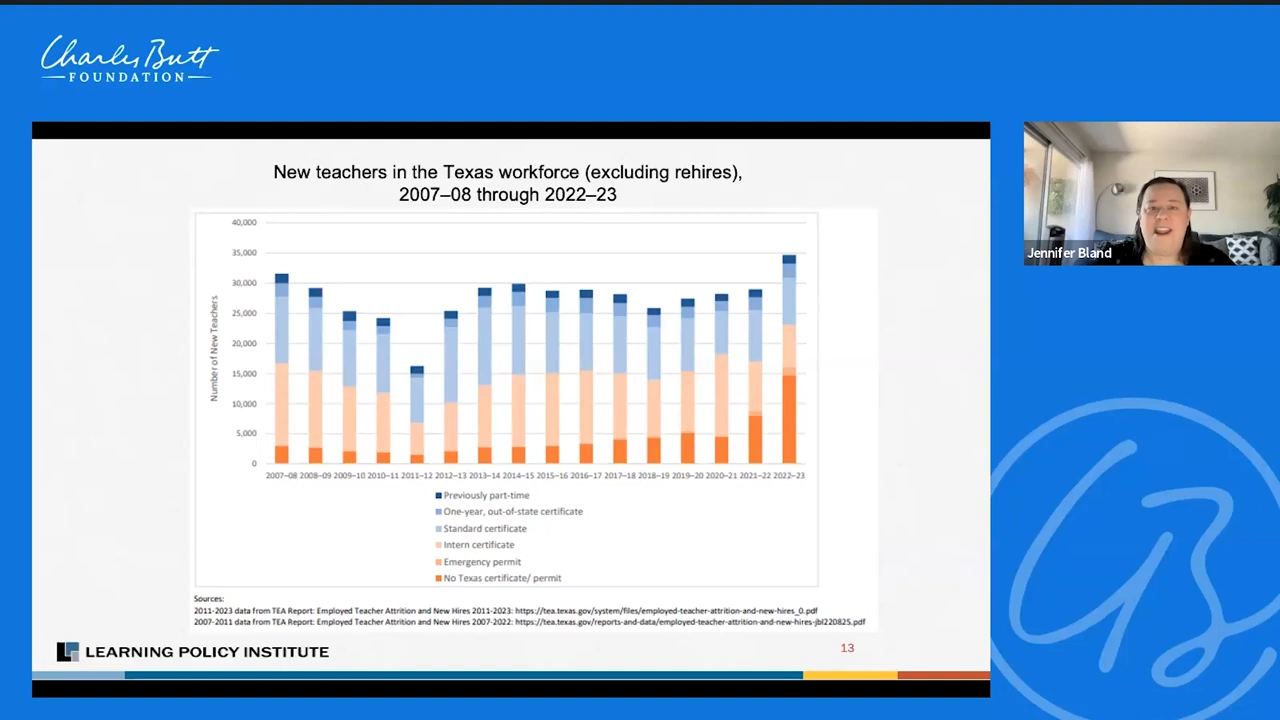 Charles Butt
FOUNDATION
New teachers in the Texas workforce (excluding rehires),
2007–08 through 2022–23
40,000
35,000
30,000
25,000
20,000
15,000
10,000
5,000
0
Number of New Teachers
2007–08 2008–09 2009–10 2010–11 2011–12 2012–13 2013–14 2014–15 2015–16 2016–17 2017–18 2018–19 2019–20 2020–21 2021–22 2022–23
Previously part-time
One-year, out-of-state certificate
Standard certificate
Intern certificate
Emergency permit
No Texas certificate/ permit
Sources:
2011-2023 data from TEA Report: Employed Teacher Attrition and New Hires 2011-2023: https://tea.texas.gov/system/files/employed-teacher-attrition-and-new-hires_0.pdf
2007-2011 data from TEA Report: Employed Teacher Attrition and New Hires 2007-2022: https://tea.texas.gov/reports-and-data/employed-teacher-attrition-and-new-hires-jbl220825.pdf
LEARNING POLICY INSTITUTE
13
Jennifer Bland
CB